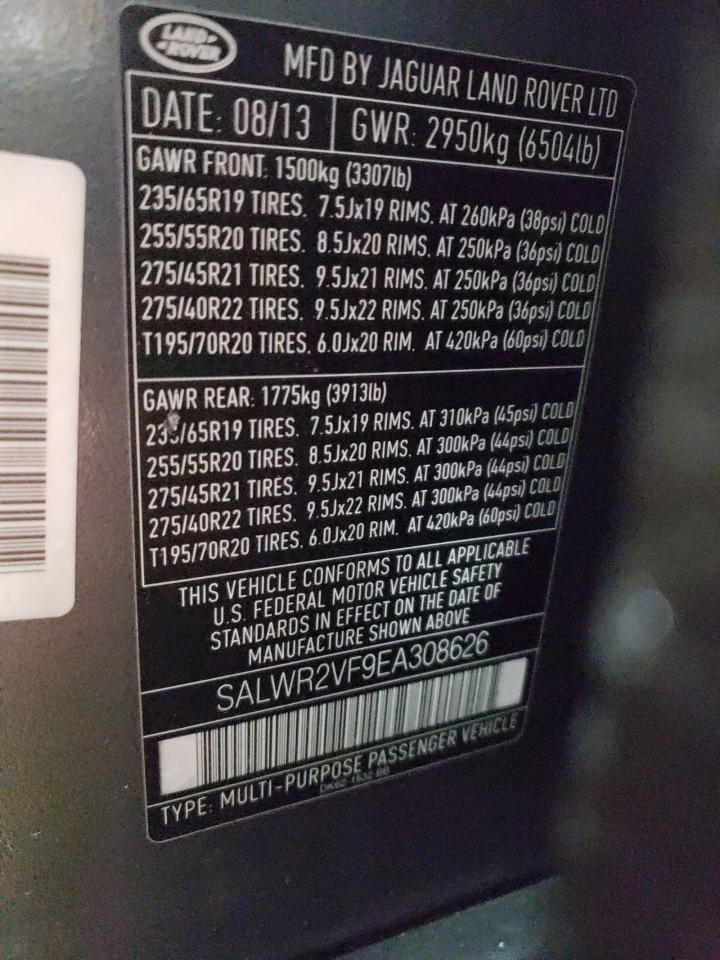 LAND-
-ROVER
MFD BY JAGUAR LAND ROVER LTD
DATE: 08/13 GWR: 2950kg (6504lb)
GAWR FRONT: 1500kg (3307lb)
235/65R19 TIRES. 7.5Jx19 RIMS. AT 260kPa (38psi) COLD
255/55R20 TIRES. 8.5Jx20 RIMS. AT 250kPa (36psi) COLD
275/45R21 TIRES. 9.5Jx21 RIMS. AT 250kPa (36psi) COLD
275/40R22 TIRES. 9.5Jx22 RIMS. AT 250kPa (36psi) COLD
T195/70R20 TIRES. 6.0Jx20 RIM. AT 420kPa (60psi) COLD
GAWR REAR: 1775kg (3913lb)
235/65R19 TIRES. 7.5Jx19 RIMS. AT 310kPa (45psi) COLD
255/55R20 TIRES. 8.5Jx20 RIMS. AT 300kPa (44psi) COLD
275/45R21 TIRES. 9.5Jx21 RIMS. AT 300kPa (44psi) COLD
275/40R22 TIRES. 9.5Jx22 RIMS. AT 300kPa (44psi) COLD
T195/70R20 TIRES. 6.0Jx20 RIM. AT 420kPa (60psi) COLD
THIS VEHICLE CONFORMS TO ALL APPLICABLE
U.S. FEDERAL MOTOR VEHICLE SAFETY
STANDARDS IN EFFECT ON THE DATE OF
MANUFACTURE SHOWN ABOVE
SALWR2VF9EA308626
TYPE: MULTI-PURPOSE PASSENGER VEHICLE